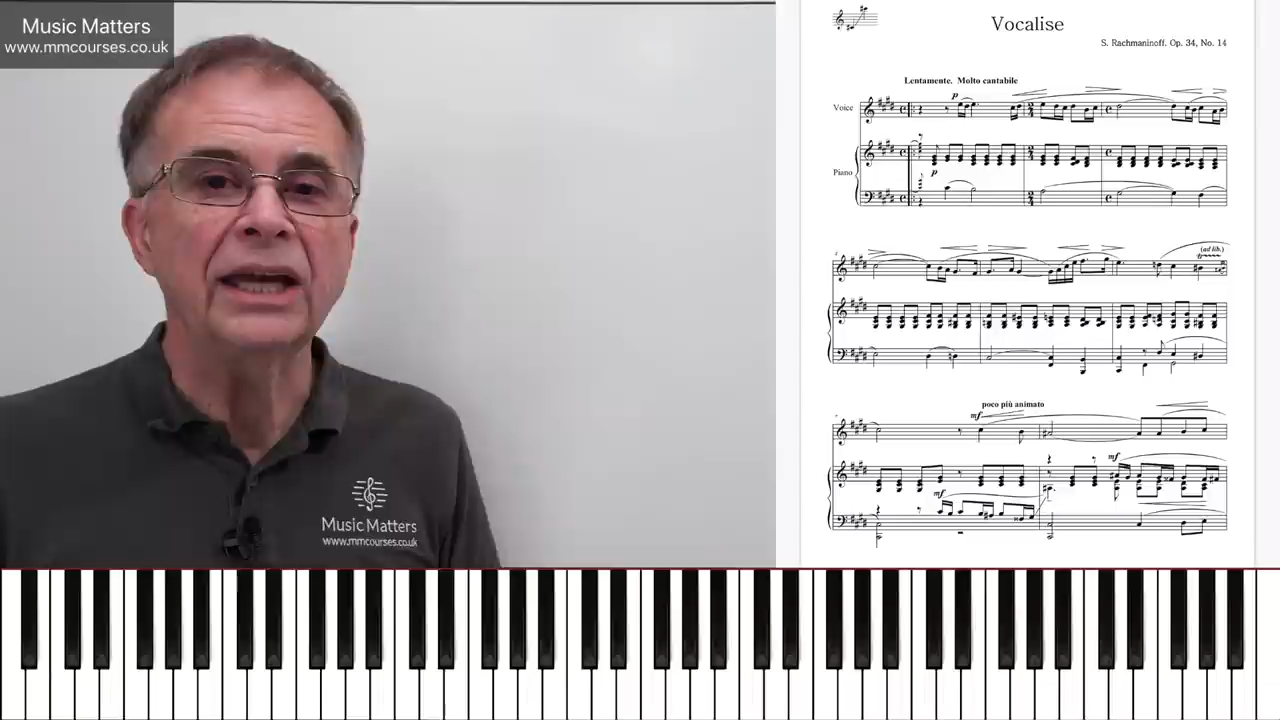 Music Matters
www.mmcourses.co.uk
Vocalise
S. Rachmaninoff, Op. 34, No. 14
Lentamente. Molto cantabile
p
Voice
Piano
p
(ad lib.)
poco più animato
mf
mf
mf
Music Matters
www.mmcourses.co.uk